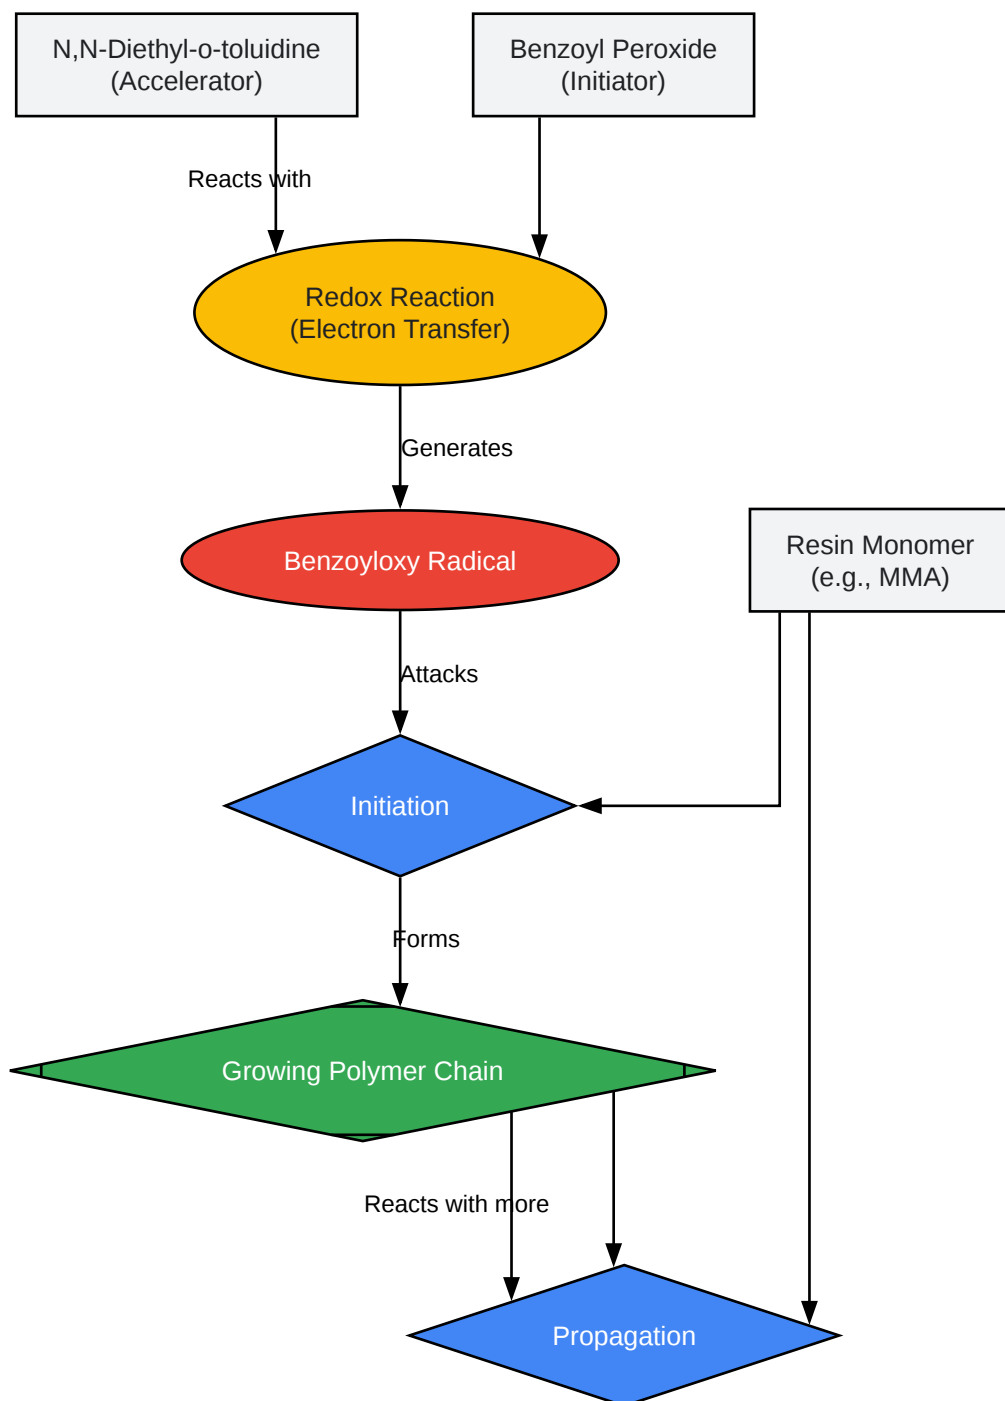 N,N-Diethyl-o-toluidine
(Accelerator)
Benzoyl Peroxide
(Initiator)
Reacts with
Redox Reaction
(Electron Transfer)
Generates
Benzoyloxy Radical
Resin Monomer
(e.g., MMA)
Attacks
Initiation
Forms
Growing Polymer Chain
Reacts with more
Propagation